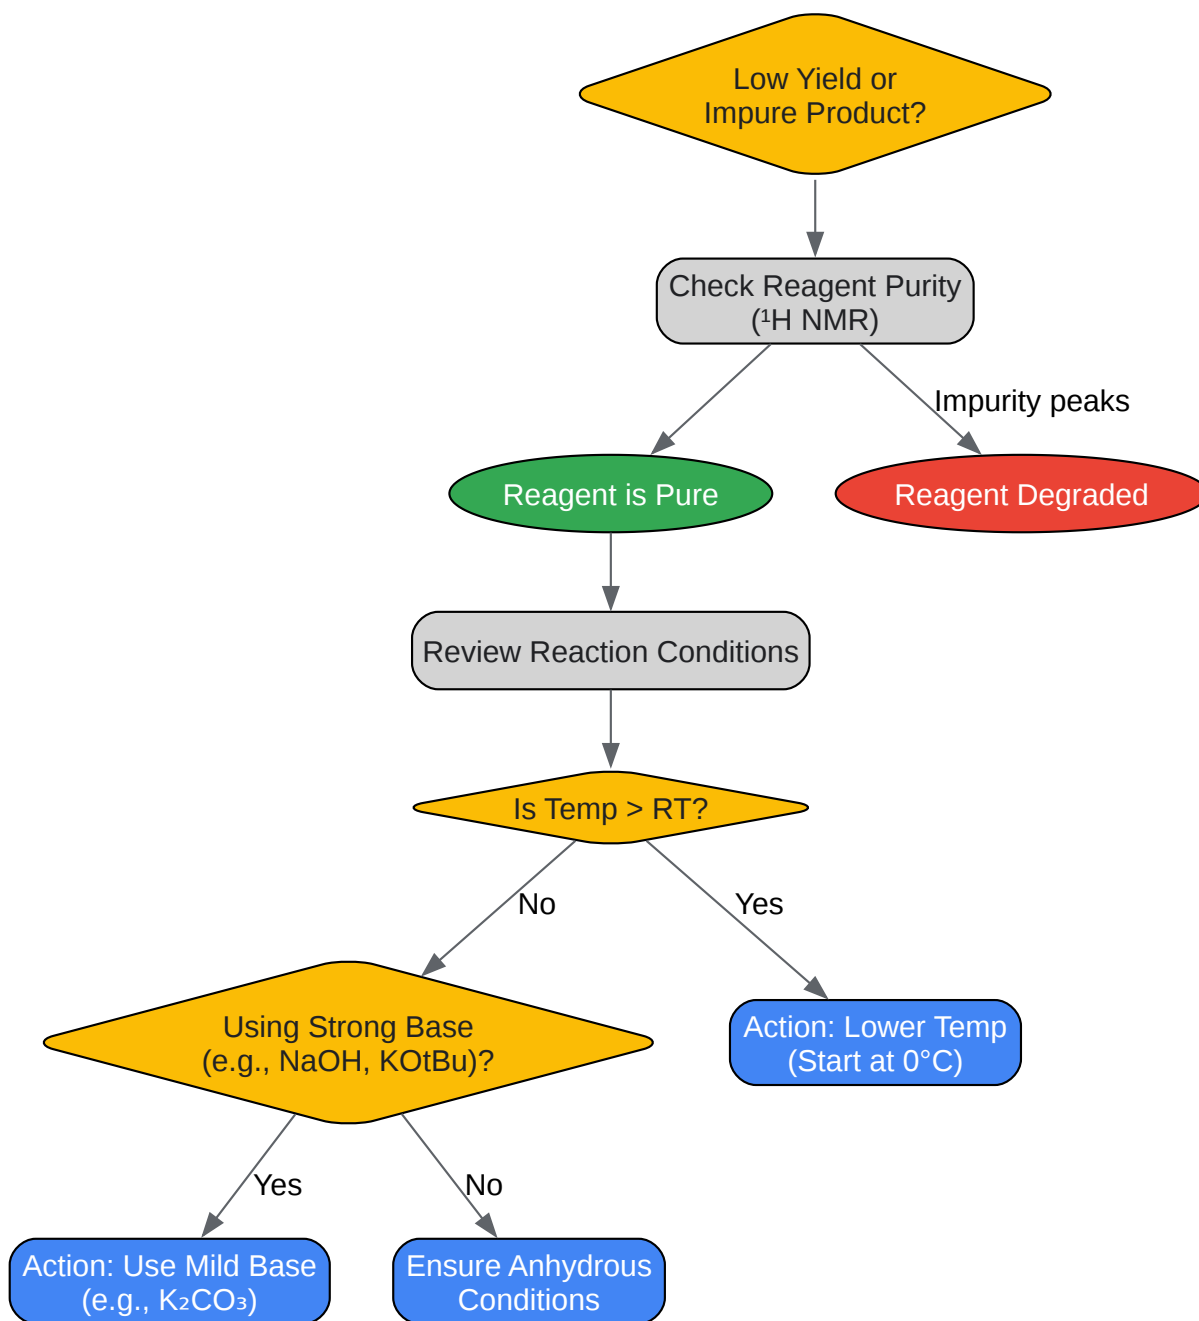 Low Yield or
Impure Product?
Check Reagent Purity
(¹H NMR)
Impurity peaks
Reagent is Pure
Reagent Degraded
Review Reaction Conditions
Is Temp > RT?
No
Yes
Using Strong Base
(e.g., NaOH, KOtBu)?
Action: Lower Temp
(Start at 0°C)
Yes
No
Action: Use Mild Base
(e.g., K₂CO₃)
Ensure Anhydrous
Conditions